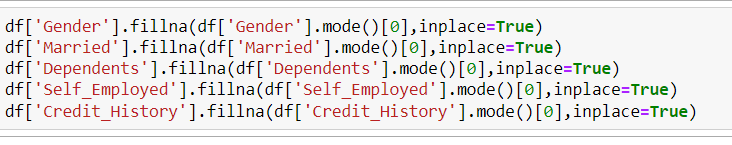 df['Gender'].fillna(df['Gender'].mode()[0],inplace=True)
df['Married'].fillna(df['Married'].mode()[0],inplace=True)
df['Dependents'].fillna(df['Dependents'].mode()[0],inplace=True)
df['Self_Employed'].fillna(df['Self_Employed'].mode()[0],inplace=True)
df['Credit_History'].fillna(df['Credit_History'].mode()[0],inplace=True)